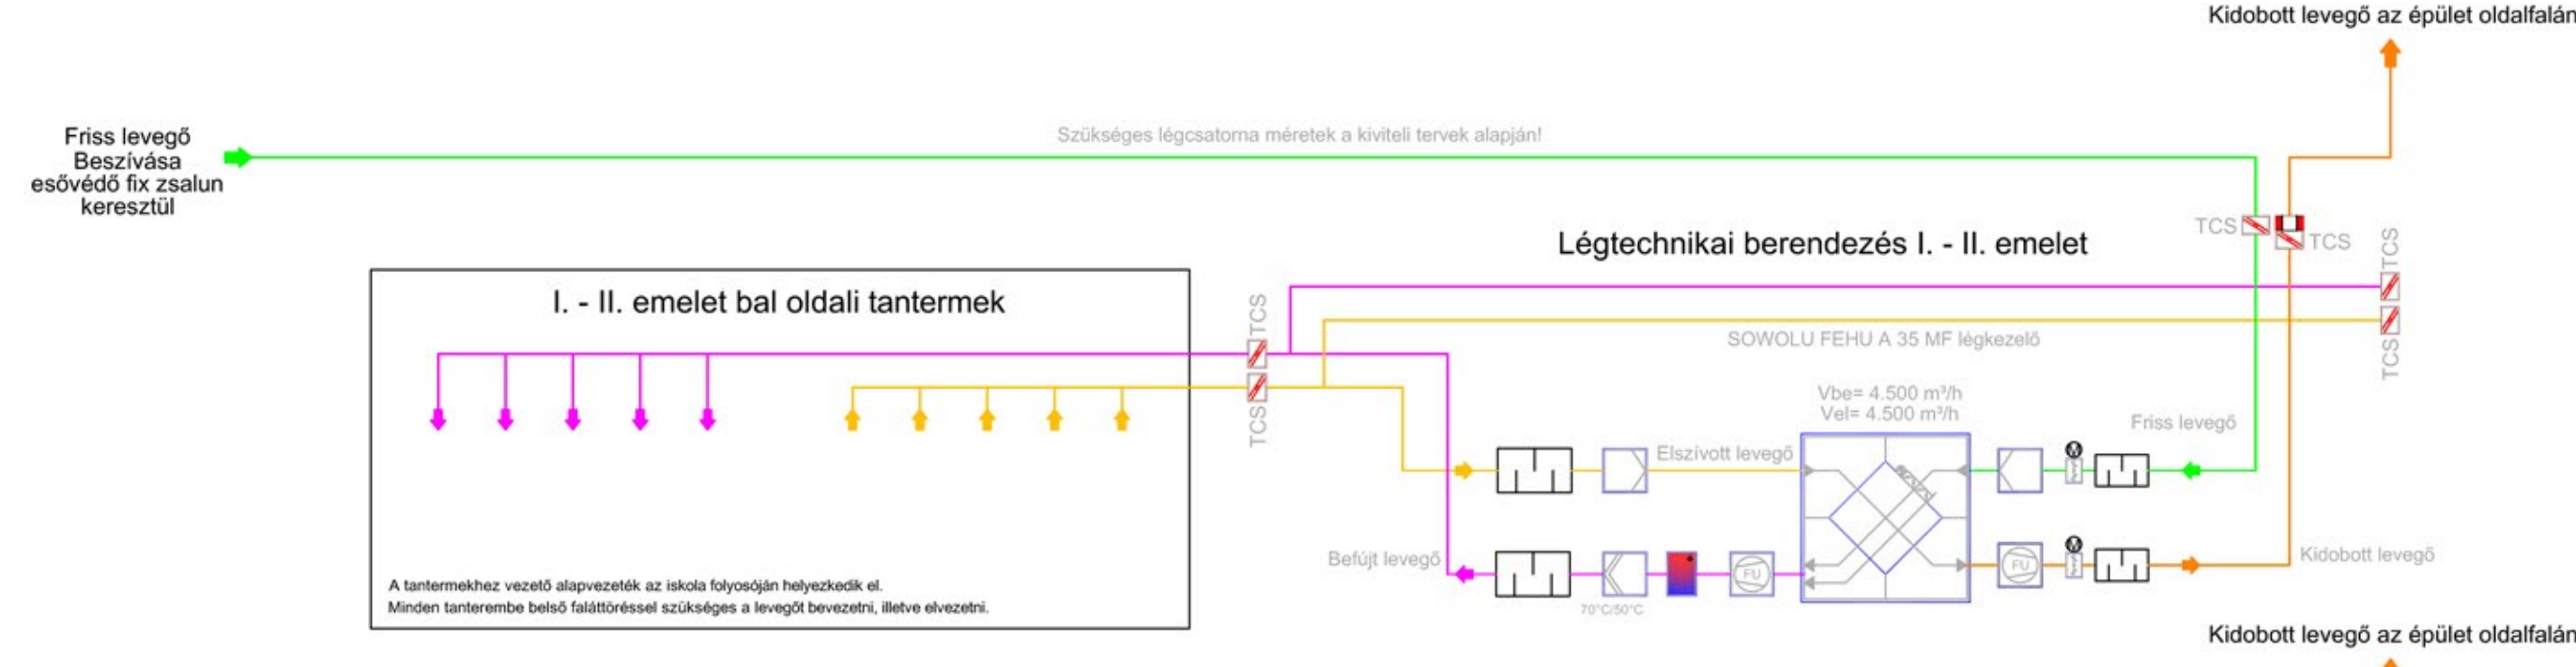 Kidobott levegő az épület oldalfalán
Friss levegő
Beszívása
esővédő fix zsalun
keresztül
Szükséges légcsatorna méretek a kiviteli tervek alapján!
TCS
TCS
TCS
Légtechnikai berendezés I. - II. emelet
I. - II. emelet bal oldali tantermek
TCS
SOWOLU FEHU A 35 MF légkezelő
TCS
Vbe= 4.500 m³/h
Vel= 4.500 m³/h
TCS
Friss levegő
Elszívott levegő
M
Befújt levegő
M
Kidobott levegő
FU
FU
70°C/50°C
A tantermekhez vezető alapvezeték az iskola folyosóján helyezkedik el.
Minden tanterembe belső faláttöréssel szükséges a levegőt bevezetni, illetve elvezetni.
Kidobott levegő az épület oldalfalán